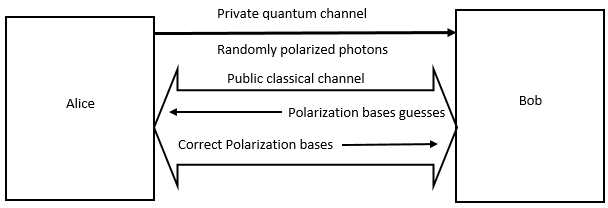 Private quantum channel
Randomly polarized photons
Public classical channel
Alice
Bob
Polarization bases guesses
Correct Polarization bases